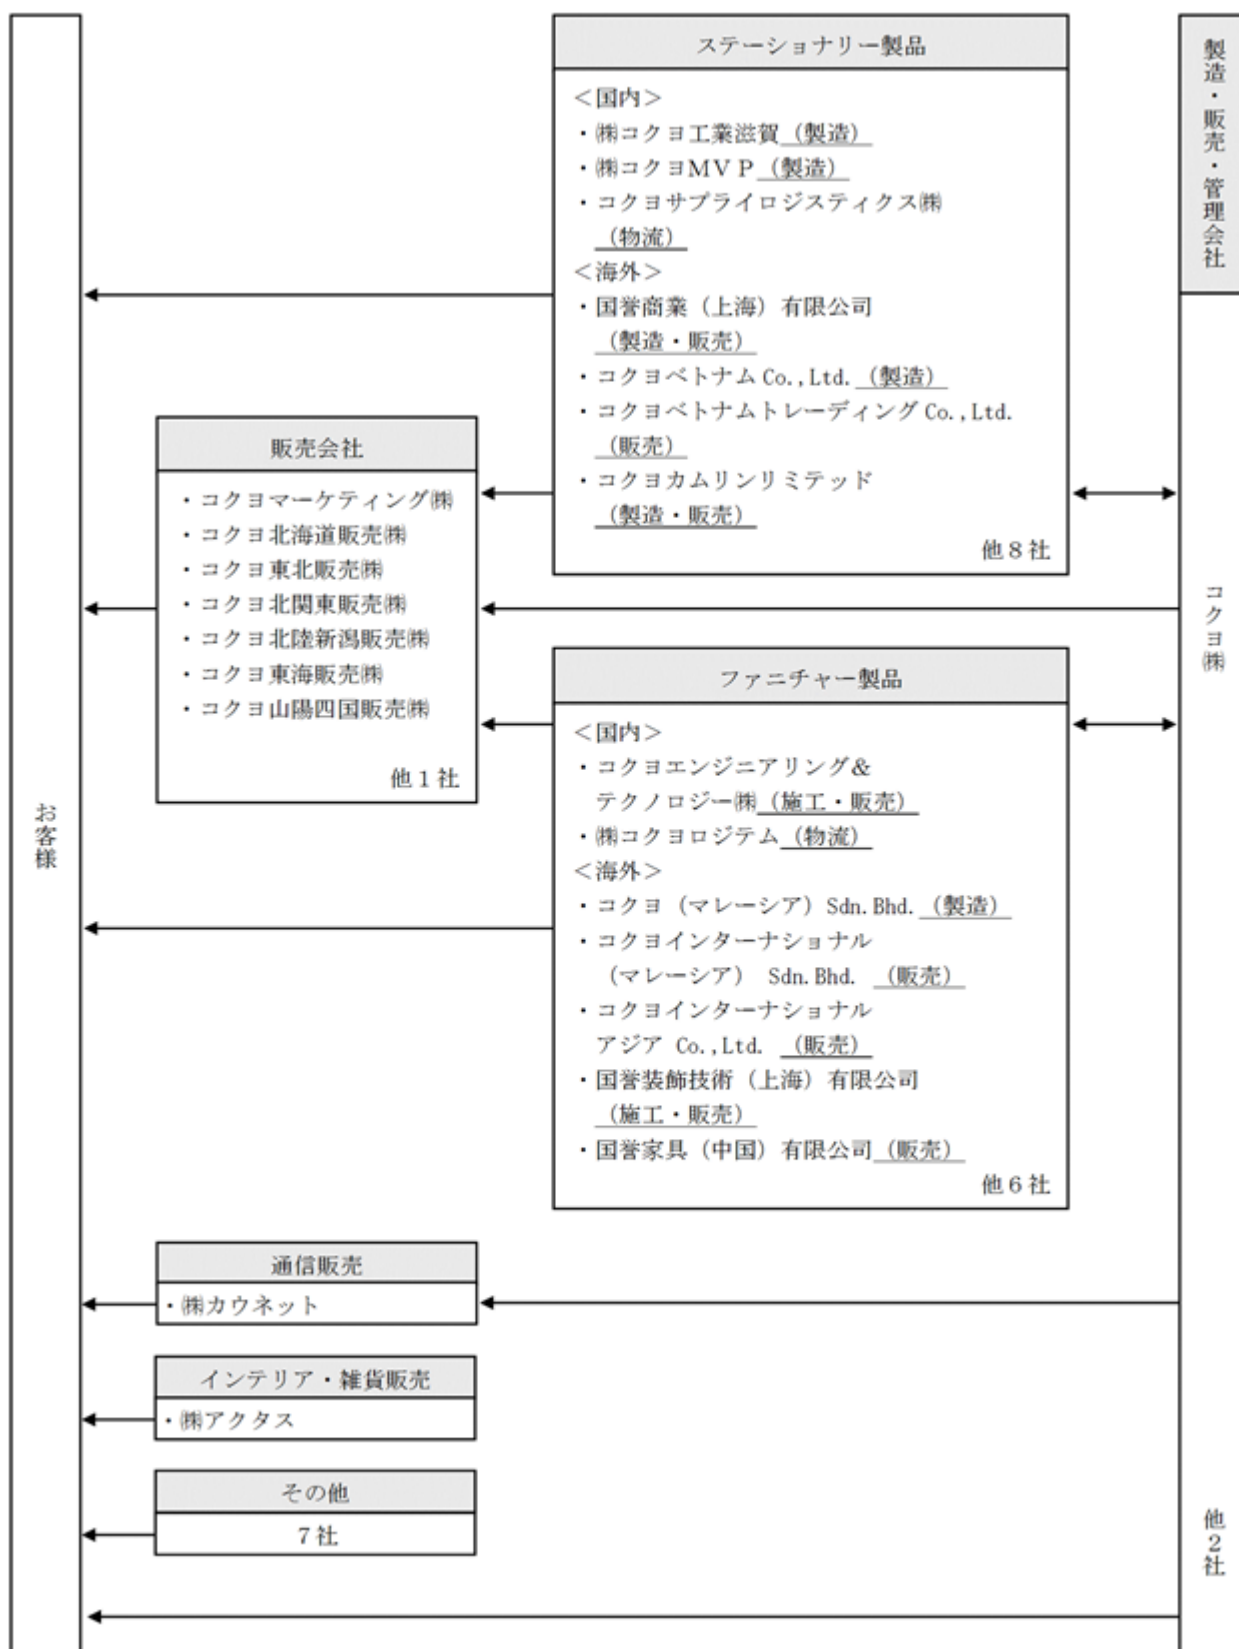 ステーショナリー製品
＜国内＞
・㈱コクヨ工業滋賀（製造）
・㈱コクヨＭＶＰ（製造）
・コクヨサプライロジスティクス㈱
（物流）
＜海外＞
・国誉商業（上海）有限公司
（製造・販売）
・コクヨベトナム Co.,Ltd.（製造）
・コクヨベトナムトレーディング Co.,Ltd.
（販売）
・コクヨカムリンリミテッド
（製造・販売）
他８社
製造・販売・管理会社
コクヨ㈱
他２社
販売会社
・コクヨマーケティング㈱
・コクヨ北海道販売㈱
・コクヨ東北販売㈱
・コクヨ北関東販売㈱
・コクヨ北陸新潟販売㈱
・コクヨ東海販売㈱
・コクヨ山陽四国販売㈱
他１社
ファニチャー製品
＜国内＞
・コクヨエンジニアリング＆
テクノロジー㈱（施工・販売）
・㈱コクヨロジテム（物流）
＜海外＞
・コクヨ（マレーシア）Sdn.Bhd.（製造）
・コクヨインターナショナル
（マレーシア） Sdn.Bhd. （販売）
・コクヨインターナショナル
アジア Co.,Ltd. （販売）
・国誉装飾技術（上海）有限公司
（施工・販売）
・国誉家具（中国）有限公司（販売）
他６社
お客様
通信販売
・㈱カウネット
インテリア・雑貨販売
・㈱アクタス
その他
７社